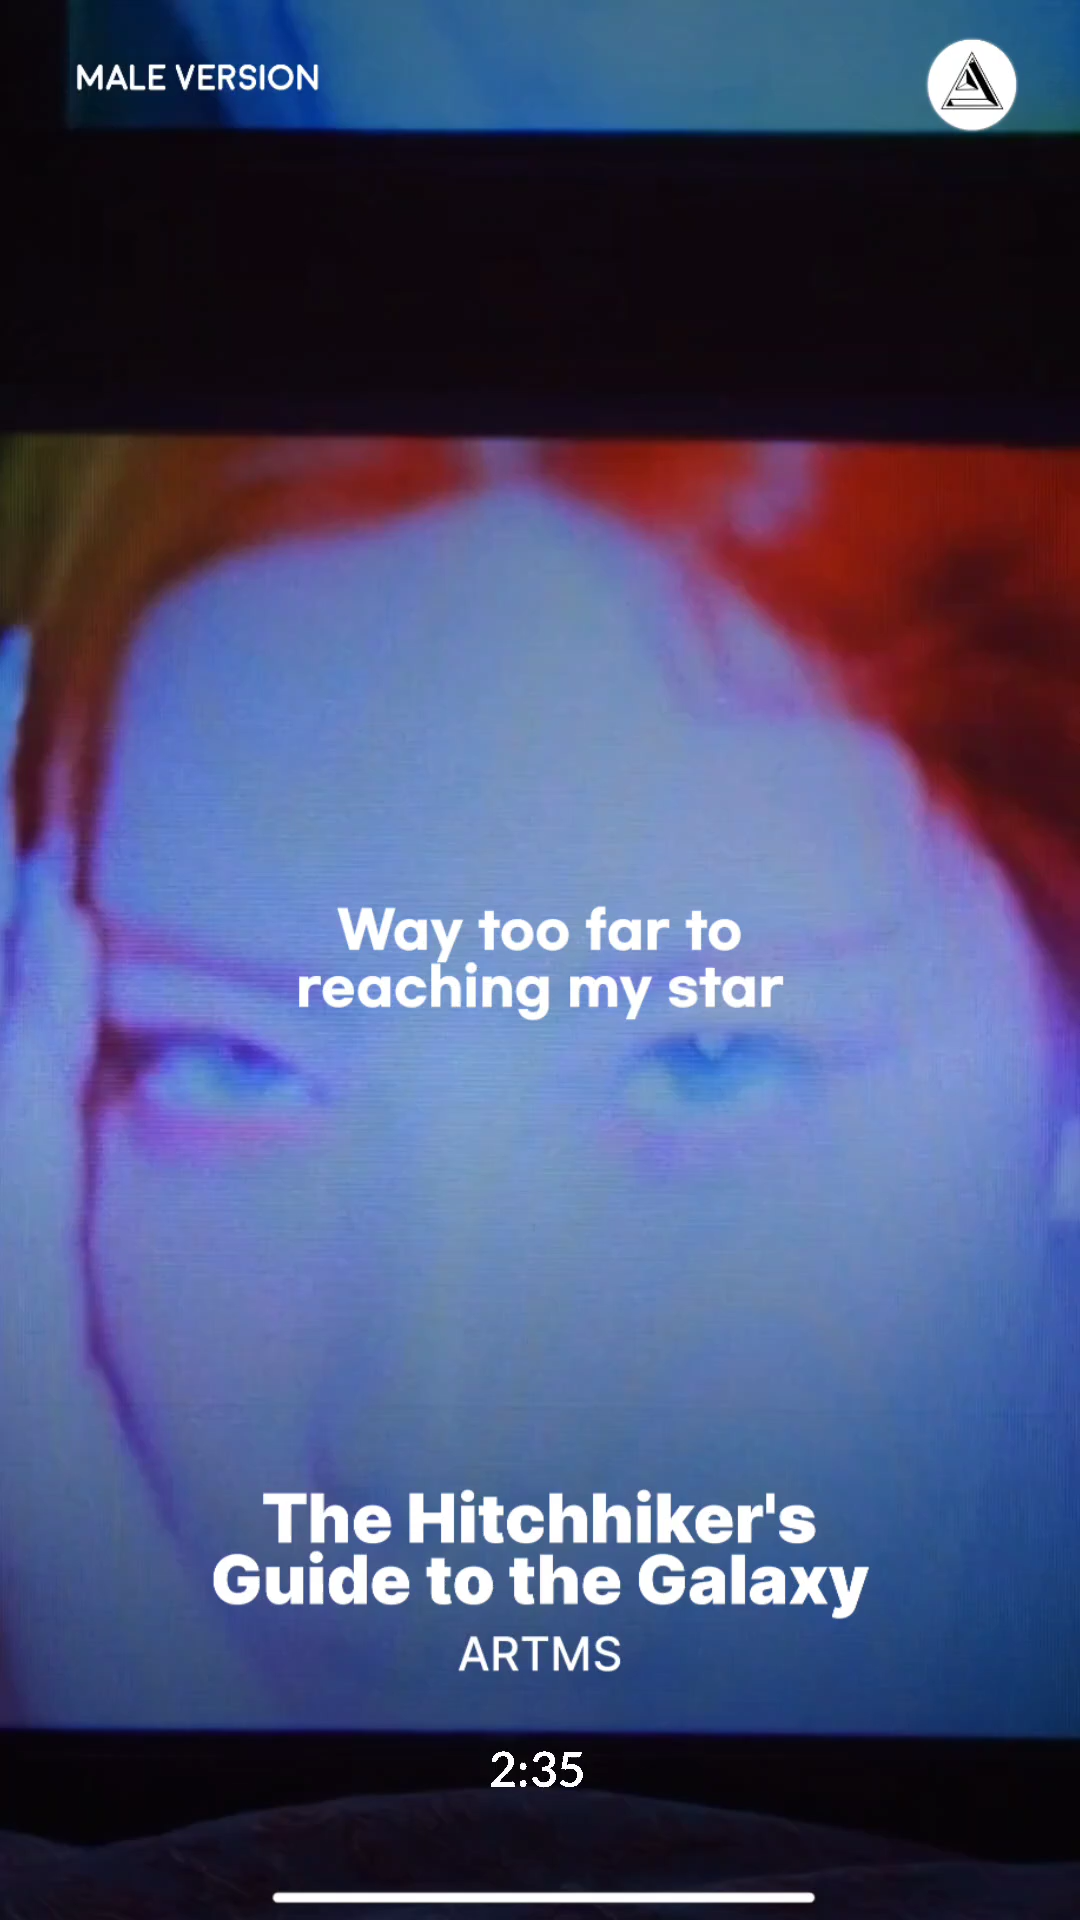 MALE VERSION
Way too far to
reaching my star
The Hitchhiker's
Guide to the Galaxy
ARTMS
2:35